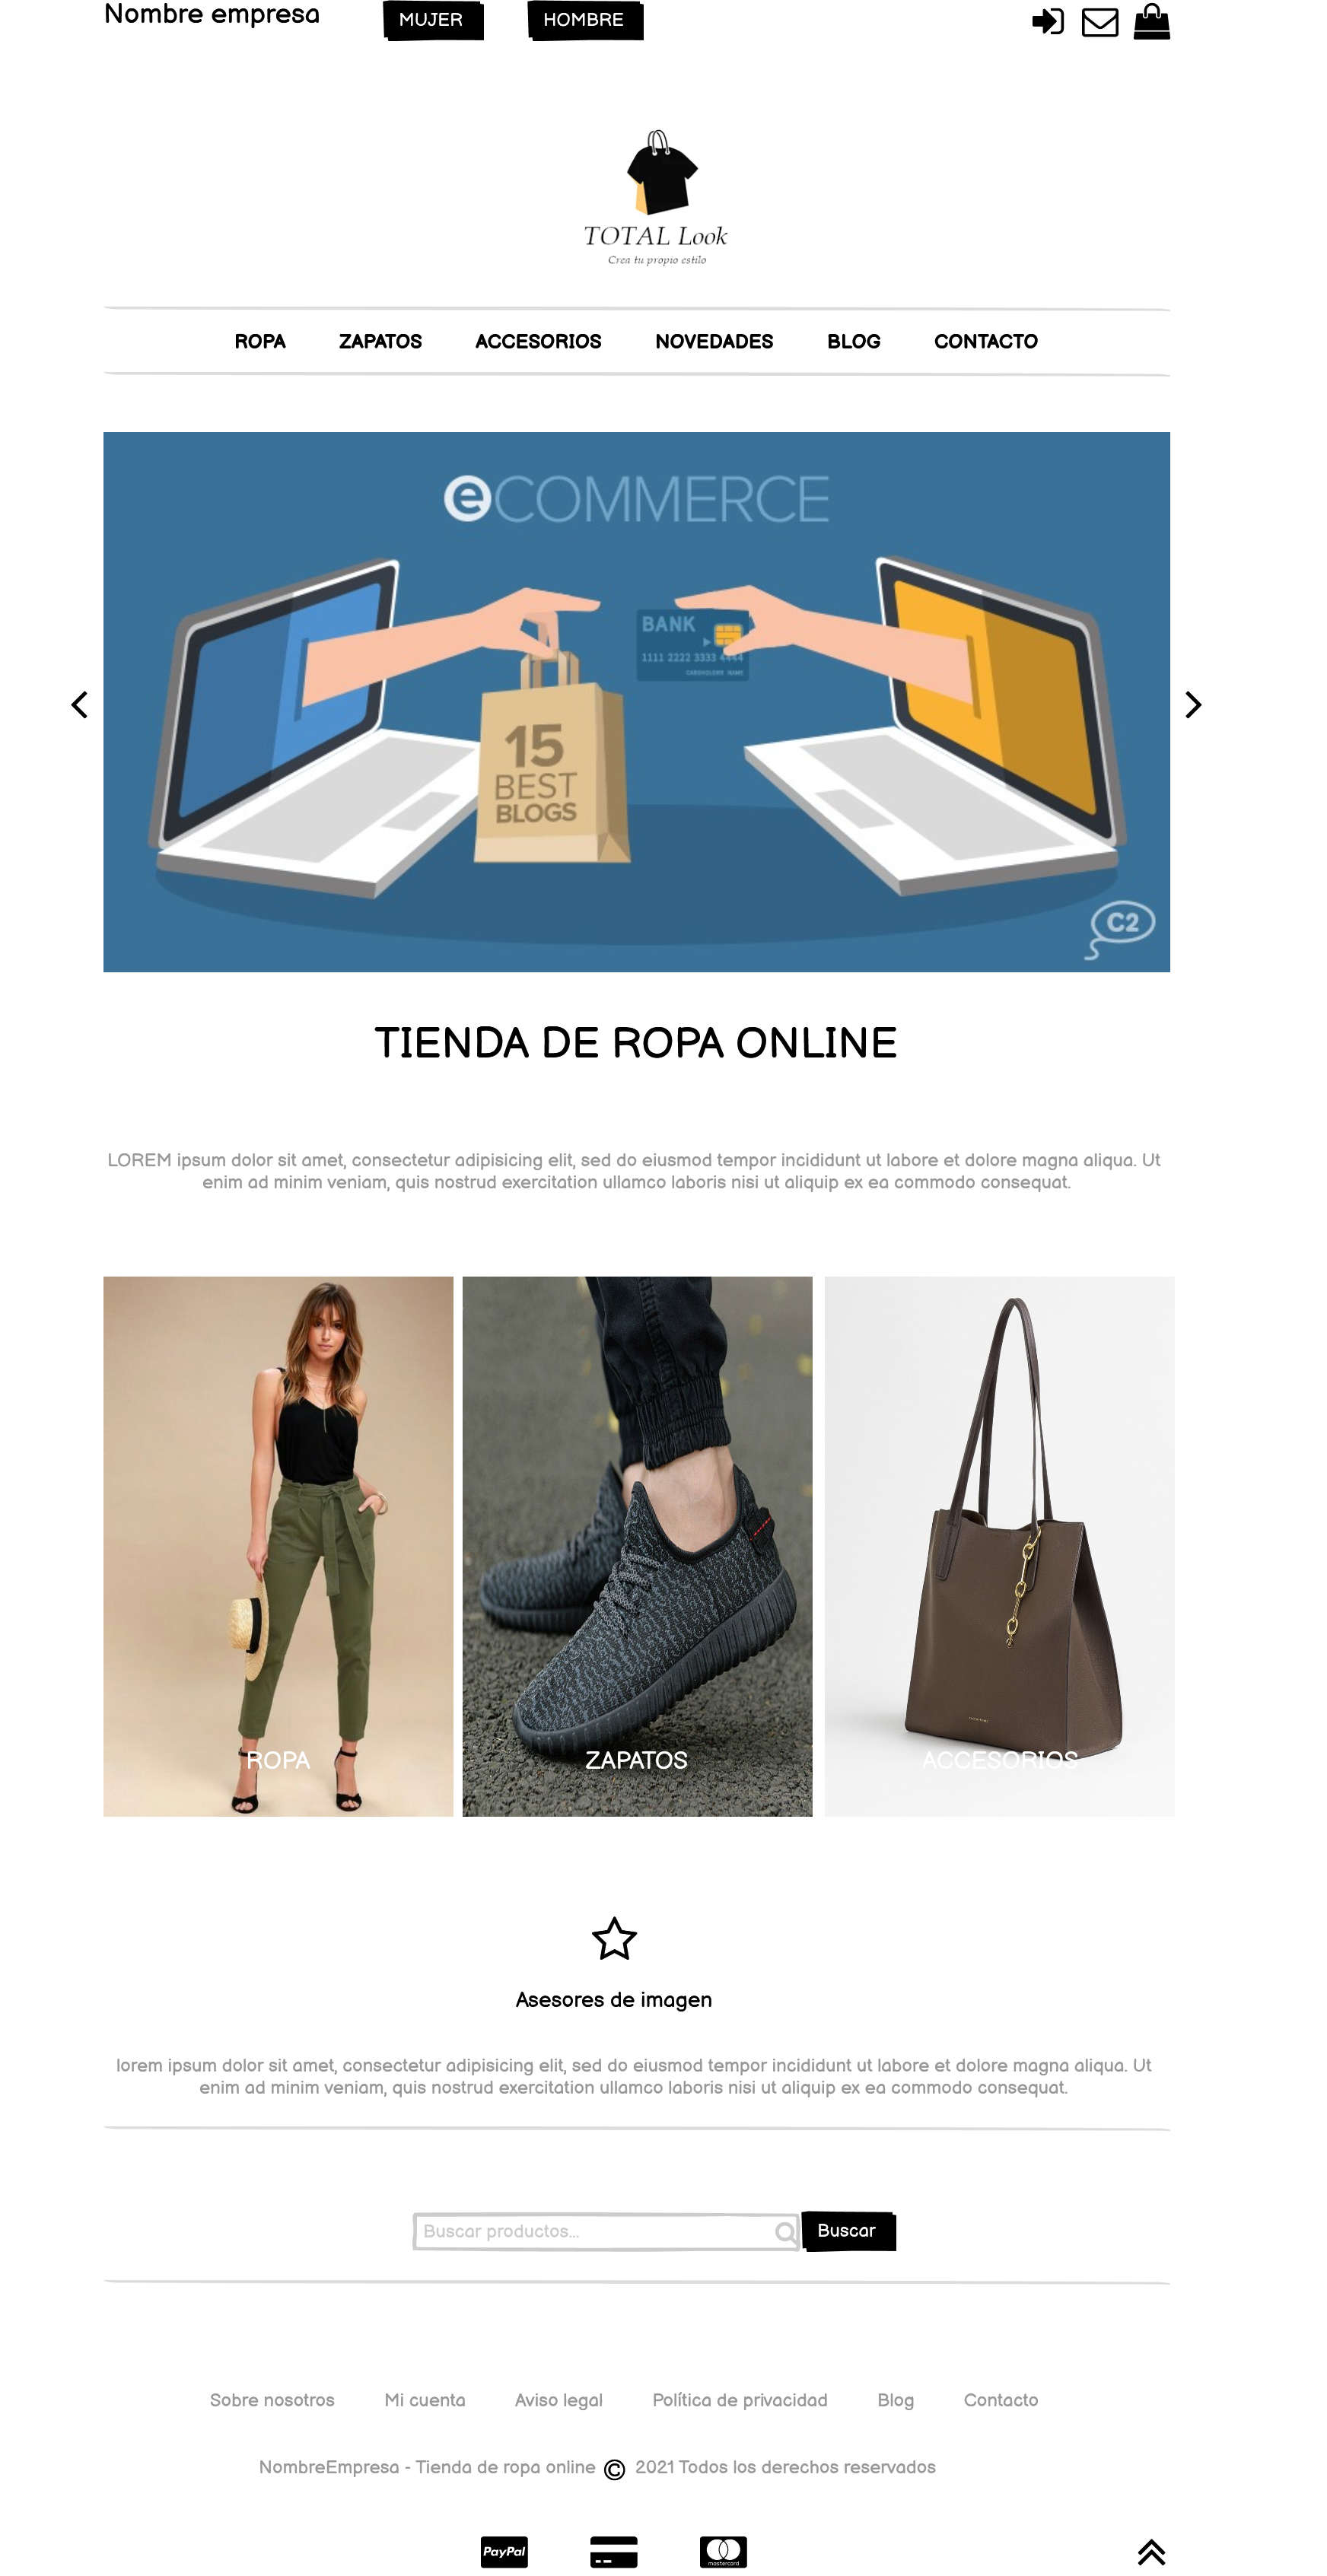 Nombre empresa
MUJER
HOMBRE
TOTAL Look
Crea tu propio estilo
ROPA ZAPATOS ACCESORIOS NOVEDADES BLOG CONTACTO
eCOMMERCE
BANK
1111 2222 3333 4444
CARDHOLDER NAME
15
BEST
BLOGS
C2
TIENDA DE ROPA ONLINE
LOREM ipsum dolor sit amet, consectetur adipisicing elit, sed do eiusmod tempor incididunt ut labore et dolore magna aliqua. Ut
enim ad minim veniam, quis nostrud exercitation ullamco laboris nisi ut aliquip ex ea commodo consequat.
ROPA
ZAPATOS
ACCESORIOS
Asesores de imagen
lorem ipsum dolor sit amet, consectetur adipisicing elit, sed do eiusmod tempor incididunt ut labore et dolore magna aliqua. Ut
enim ad minim veniam, quis nostrud exercitation ullamco laboris nisi ut aliquip ex ea commodo consequat.
Buscar productos...
Buscar
Sobre nosotros Mi cuenta Aviso legal Política de privacidad Blog Contacto
NombreEmpresa - Tienda de ropa online © 2021 Todos los derechos reservados
PayPal
mastercard